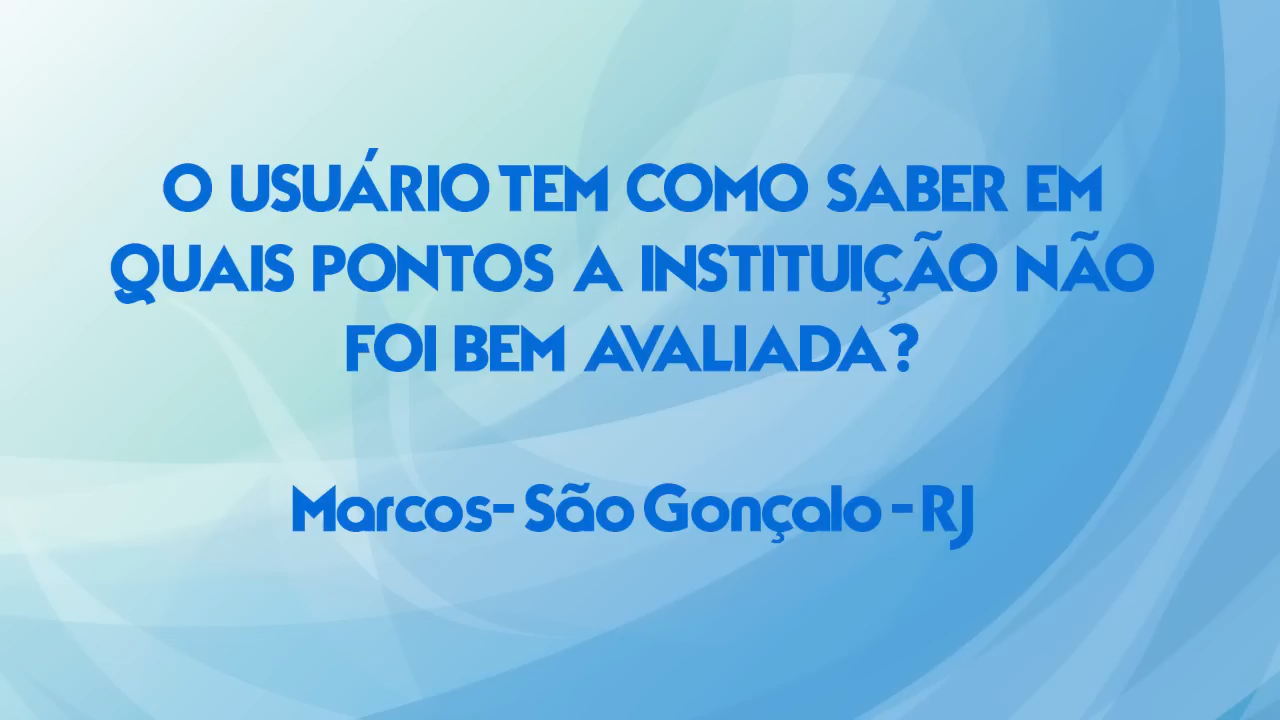 O USUÁRIO TEM COMO SABER EM
QUAIS PONTOS A INSTITUIÇÃO NÃO
FOI BEM AVALIADA?
Marcos- São Gonçalo - RJ